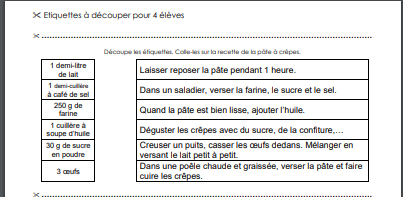 Etiquettes à découper pour 4 élèves
Découpe les étiquettes. Colle-les sur la recette de la pâte à crêpes.
1 demi-litre
de lait
1 demi-cuillère
à café de sel
250 g de
farine
1 cuillère à
soupe d'huile
30 g de sucre
en poudre
3 œufs
Laisser reposer la pâte pendant 1 heure.
Dans un saladier, verser la farine, le sucre et le sel.
Quand la pâte est bien lisse, ajouter l'huile.
Déguster les crêpes avec du sucre, de la confiture,…
Creuser un puits, casser les œufs dedans. Mélanger en
versant le lait petit à petit.
Dans une poêle chaude et graissée, verser la pâte et faire
cuire les crêpes.